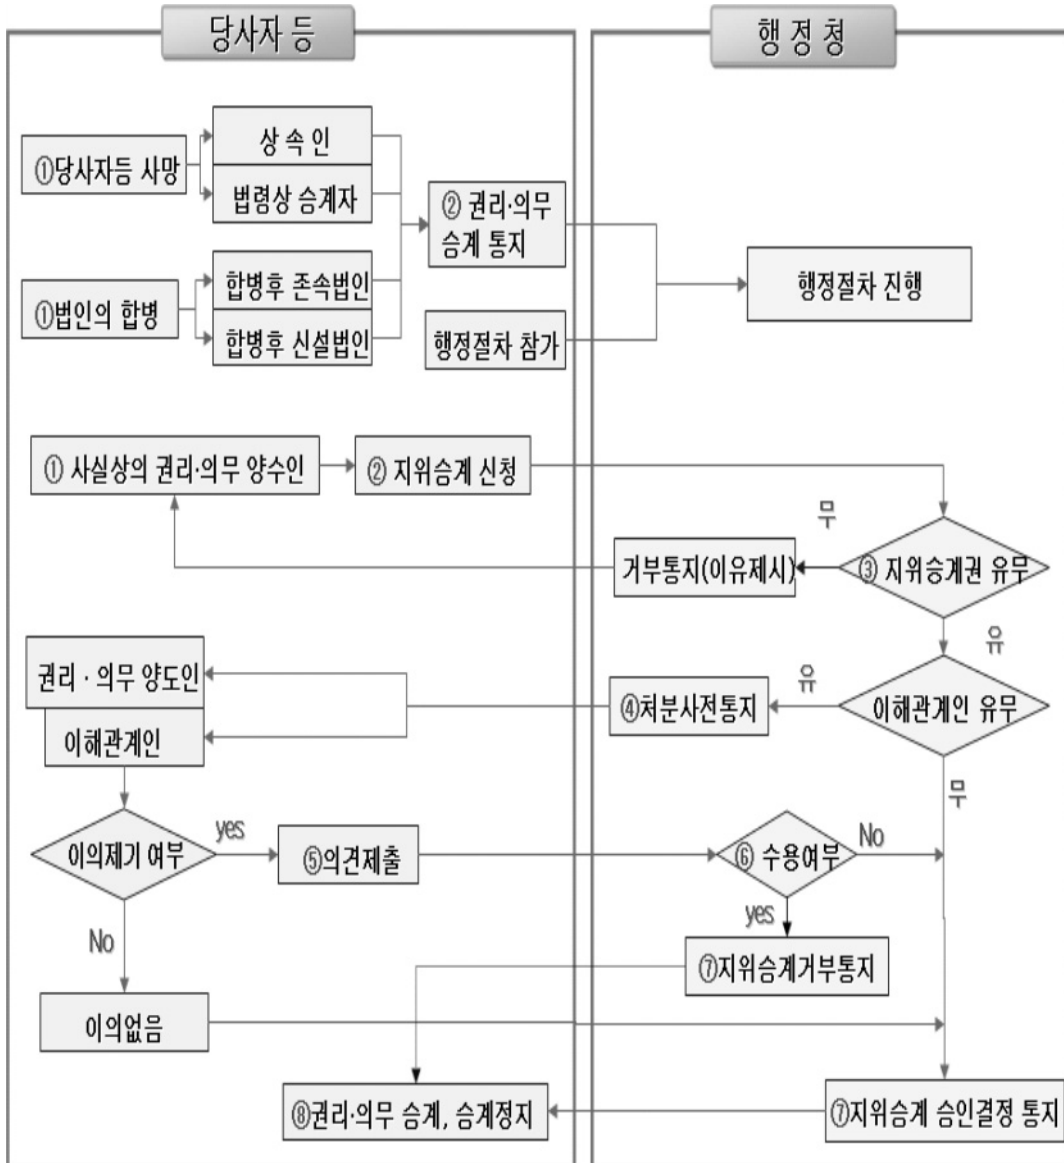 당사자 등
행 정 청
상 속 인
①당사자등 사망
법령상 승계자
② 권리·의무
승계 통지
합병후 존속법인
①법인의 합병
합병후 신설법인
행정절차 참가
행정절차 진행
① 사실상의 권리·의무 양수인
② 지위승계 신청
무
거부통지(이유제시)
③ 지위승계권 유무
유
권리 · 의무 양도인
이해관계인
④처분사전통지
유
이해관계인 유무
무
이의제기 여부
yes
⑤의견제출
⑥ 수용여부
No
yes
No
⑦지위승계거부통지
이의없음
⑧권리·의무 승계, 승계정지
⑦지위승계 승인결정 통지